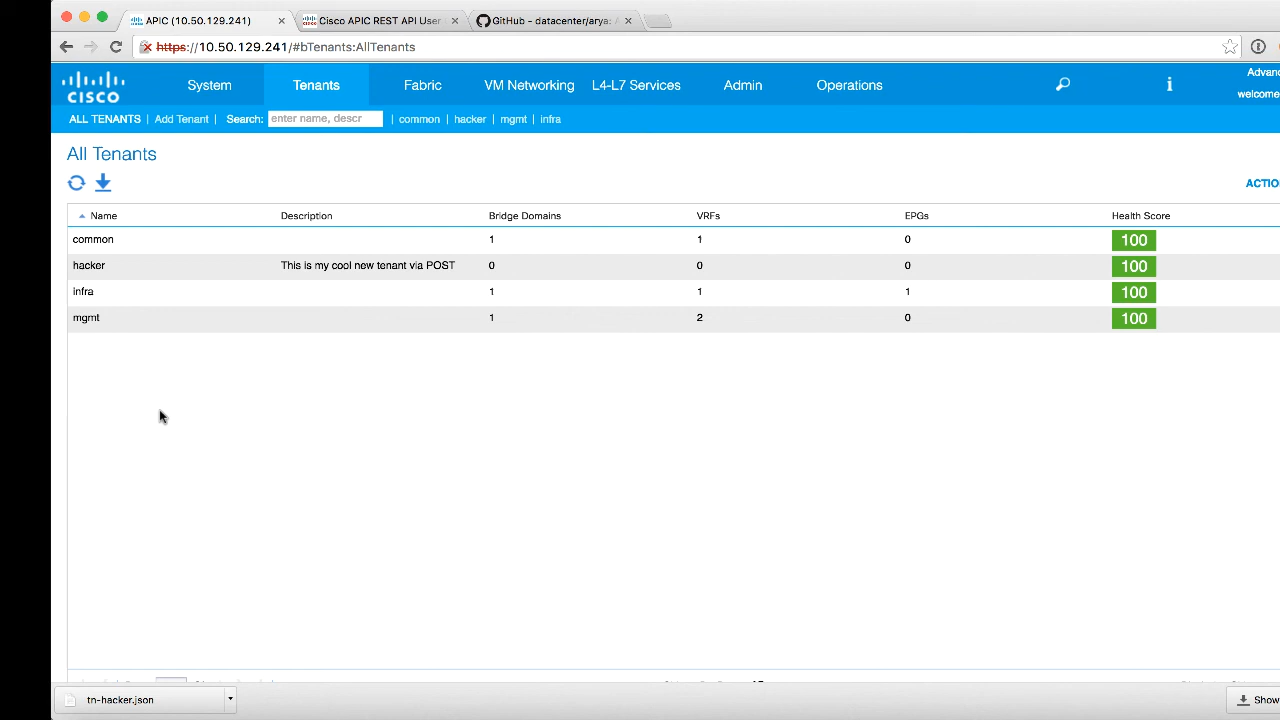 APIC (10.50.129.241)
Cisco APIC REST API User
GitHub - datacenter/arya: A
https://10.50.129.241/#bTenants:AllTenants
CISCO
System
Tenants
Fabric
VM Networking
L4-L7 Services
Admin
Operations
i
Advanc
welcome,
ALL TENANTS | Add Tenant | Search: enter name, descr | common | hacker | mgmt | infra
All Tenants
ACTIO
Name Description Bridge Domains VRFs EPGs Health Score
common 1 1 0 100
hacker This is my cool new tenant via POST 0 0 0 100
infra 1 1 1 100
mgmt 1 2 0 100
tn-hacker.json
Show